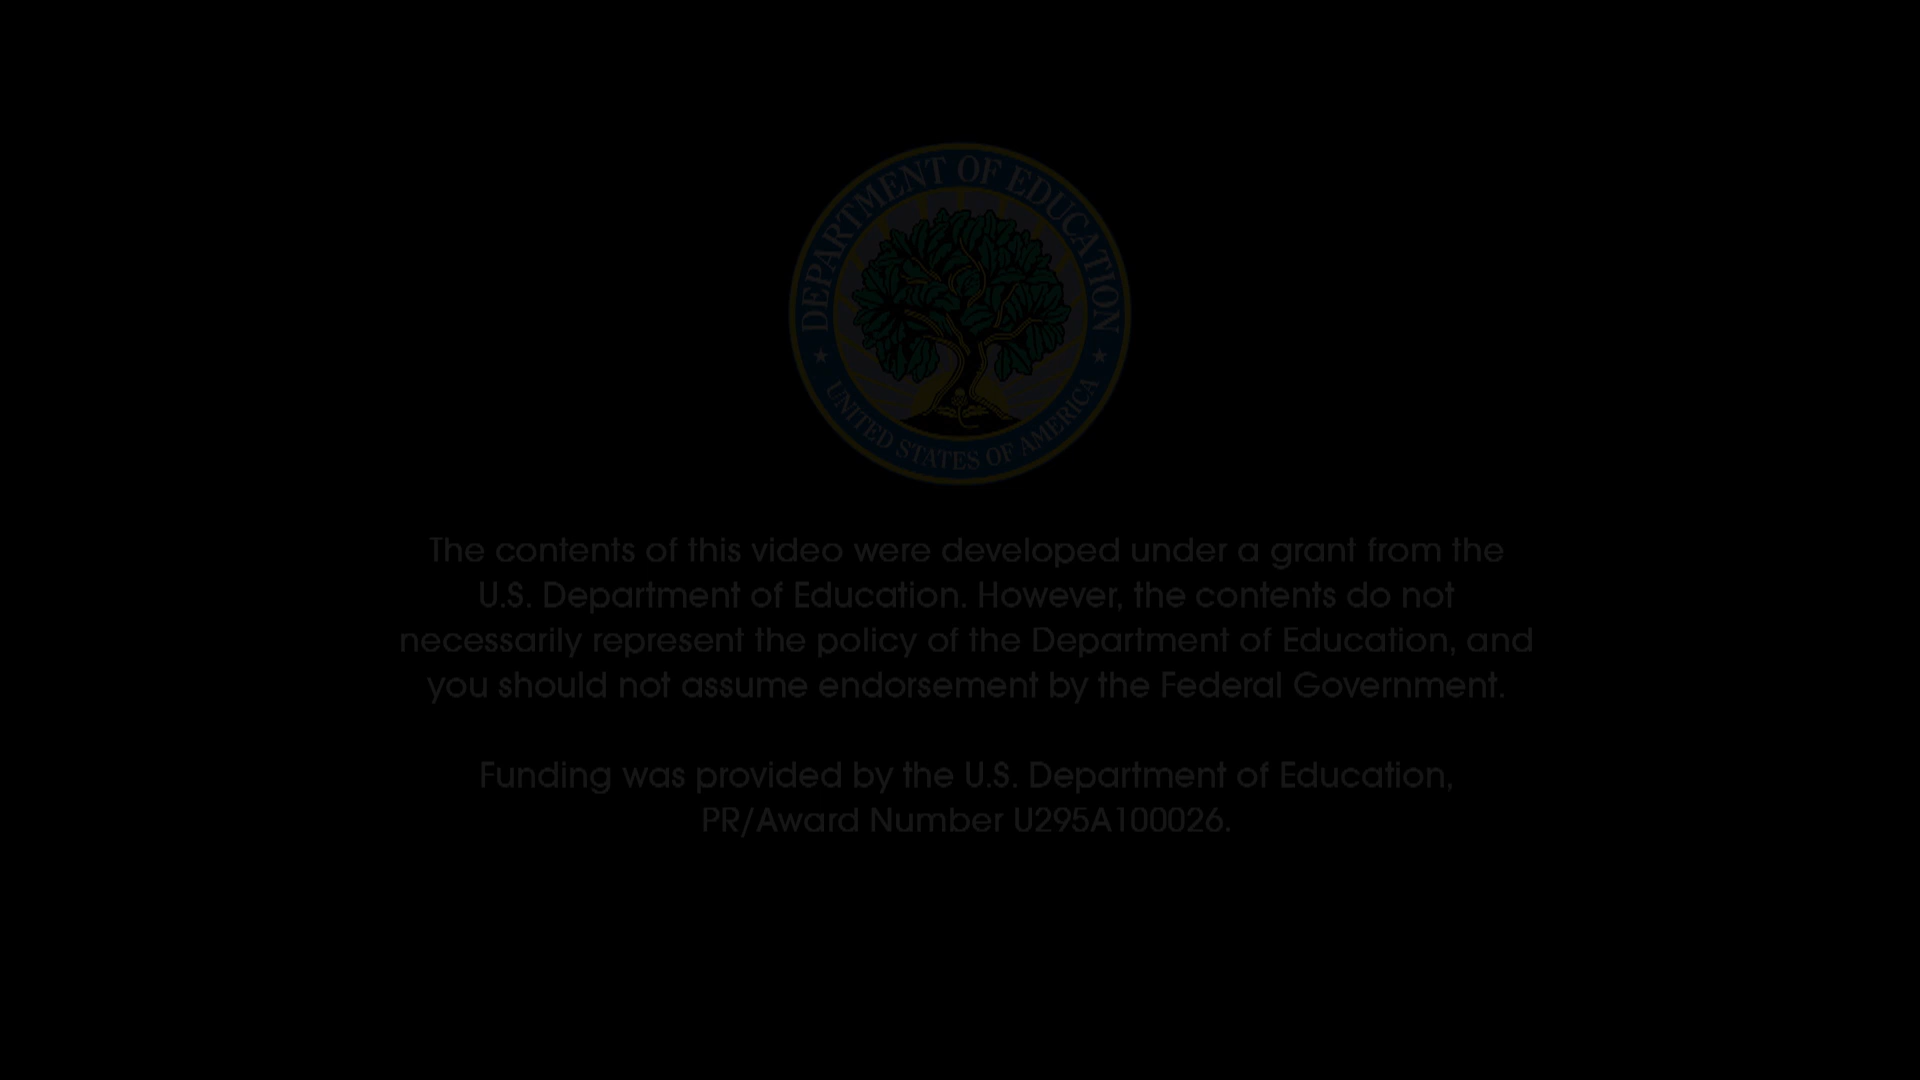 DEPARTMENT OF EDUCATION
UNITED STATES OF AMERICA
The contents of this video were developed under a grant from the
U.S. Department of Education. However, the contents do not
necessarily represent the policy of the Department of Education, and
you should not assume endorsement by the Federal Government.
Funding was provided by the U.S. Department of Education,
PR/Award Number U295A100026.